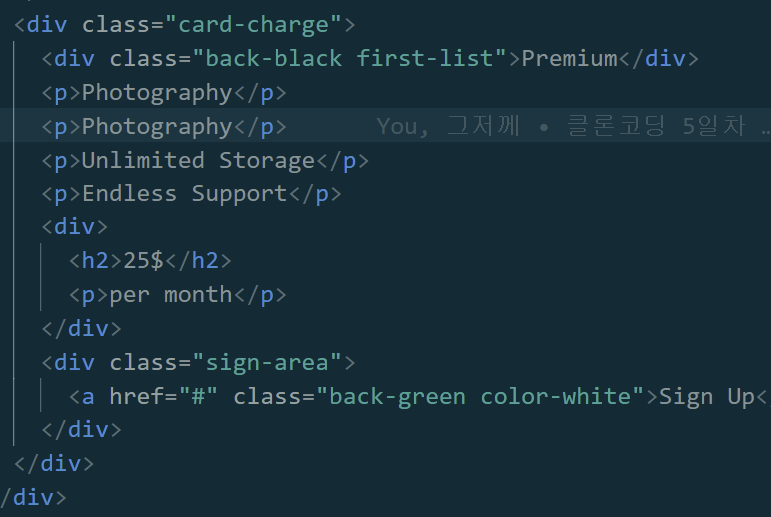 <div class="card-charge">
<div class="back-black first-list">Premium</div>
<p>Photography</p>
<p>Photography</p> You, 그저께 • 클론코딩 5일차 …
<p>Unlimited Storage</p>
<p>Endless Support</p>
<div>
<h2>25$</h2>
<p>per month</p>
</div>
<div class="sign-area">
<a href="#" class="back-green color-white">Sign Up<
</div>
</div>
/div>